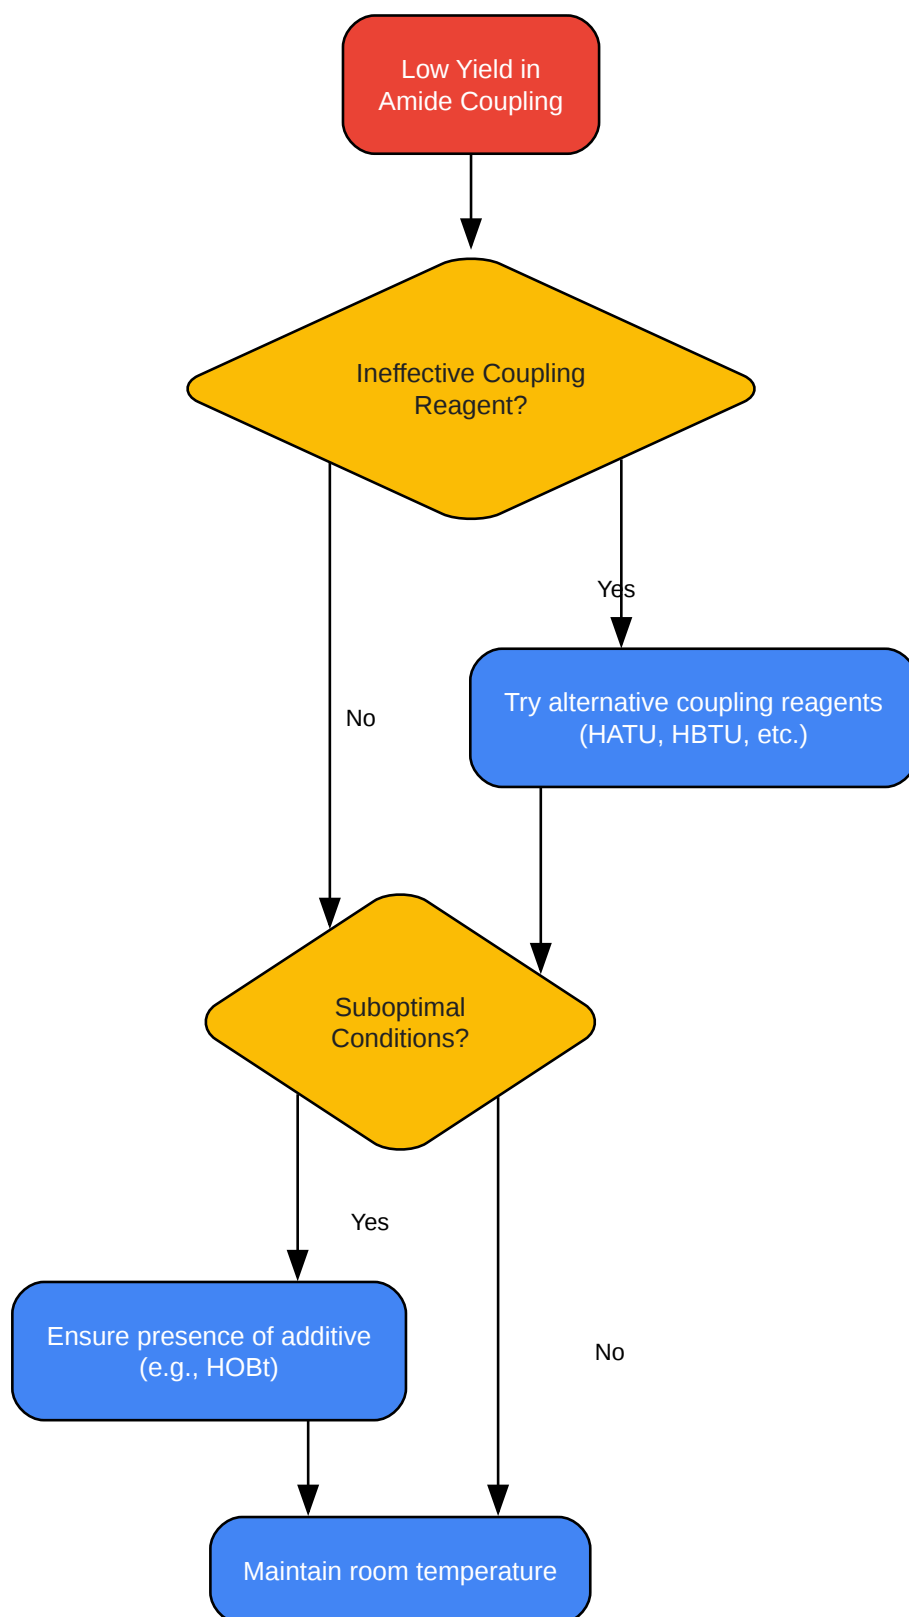 Low Yield in
Amide Coupling
Ineffective Coupling
Reagent?
Yes
Try alternative coupling reagents
(HATU, HBTU, etc.)
No
Suboptimal
Conditions?
Yes
Ensure presence of additive
(e.g., HOBt)
No
Maintain room temperature